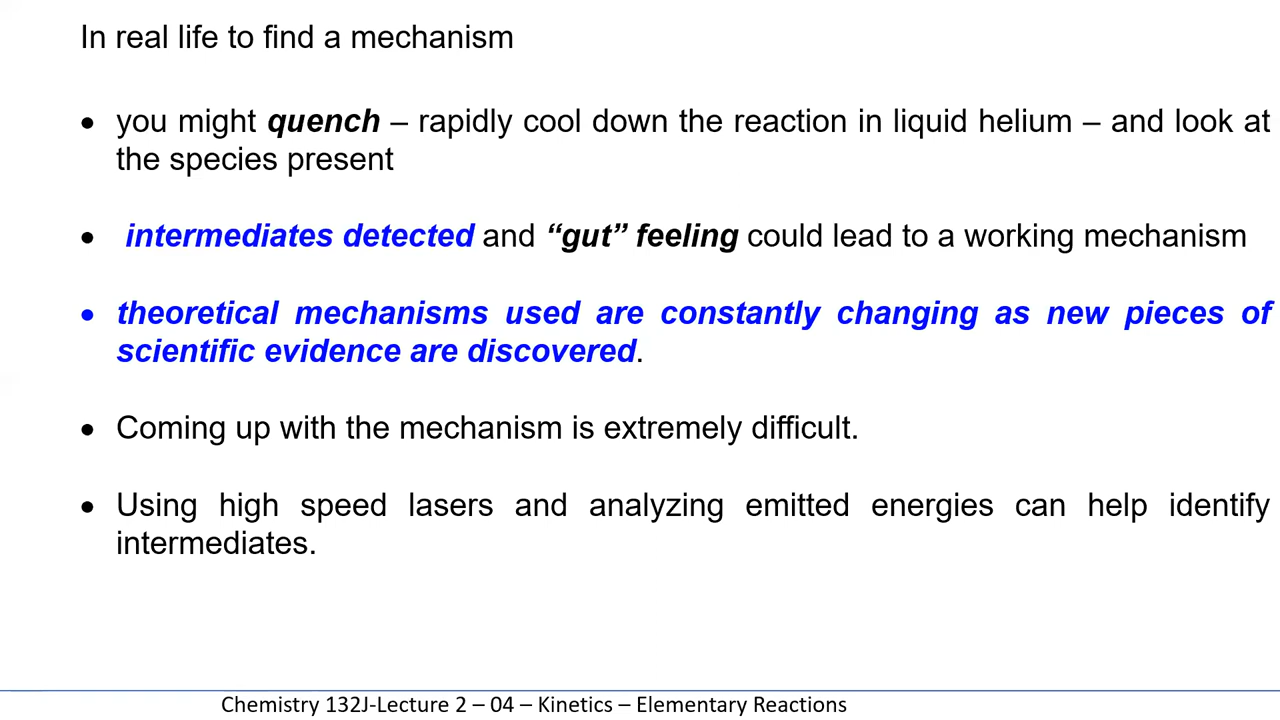 In real life to find a mechanism
• you might quench – rapidly cool down the reaction in liquid helium – and look at
the species present
• intermediates detected and “gut” feeling could lead to a working mechanism
• theoretical mechanisms used are constantly changing as new pieces of
scientific evidence are discovered.
• Coming up with the mechanism is extremely difficult.
• Using high speed lasers and analyzing emitted energies can help identify
intermediates.
Chemistry 132J-Lecture 2 – 04 – Kinetics – Elementary Reactions